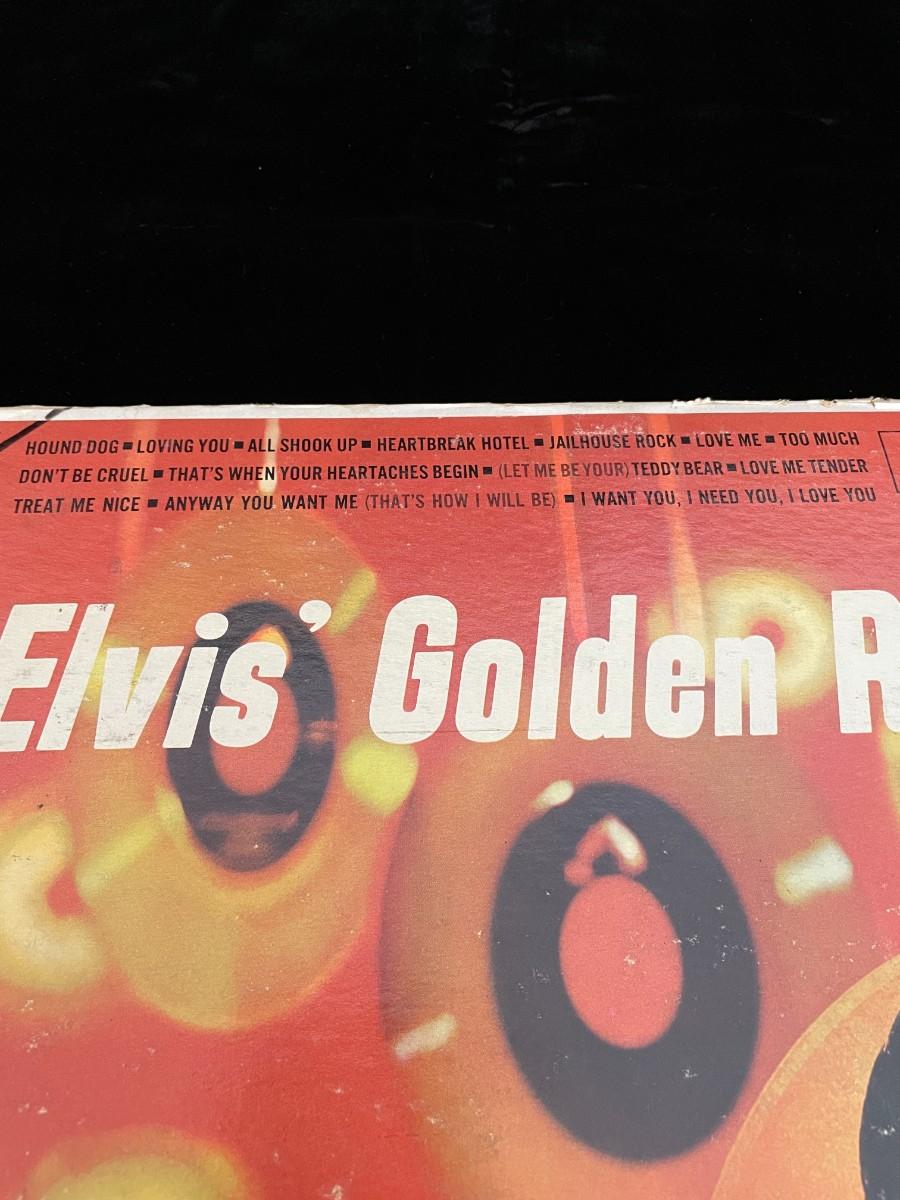 HOUND DOG ■ LOVING YOU ■ ALL SHOOK UP ■ HEARTBREAK HOTEL ■ JAILHOUSE ROCK ■ LOVE ME ■ TOO MUCH
DON'T BE CRUEL ■ THAT'S WHEN YOUR HEARTACHES BEGIN ■ (LET ME BE YOUR) TEDDY BEAR ■ LOVE ME TENDER
TREAT ME NICE ■ ANYWAY YOU WANT ME (THAT'S HOW I WILL BE) ■ I WANT YOU, I NEED YOU, I LOVE YOU
Elvis' Golden R